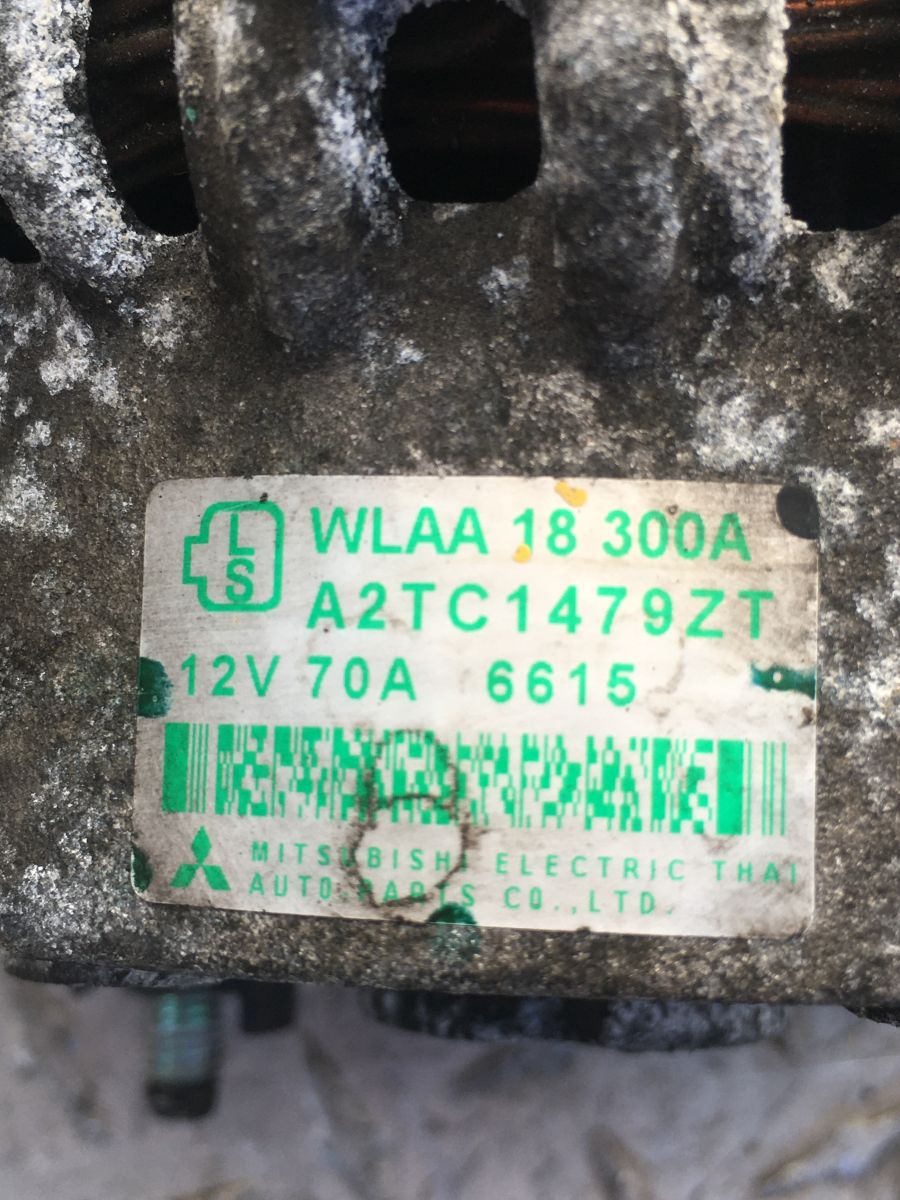 L
S
WLAA 18 300A
A2TC1479ZT
12V 70A 6615
MITSUBISHI ELECTRIC THAI
AUTO.PARTS CO.,LTD.